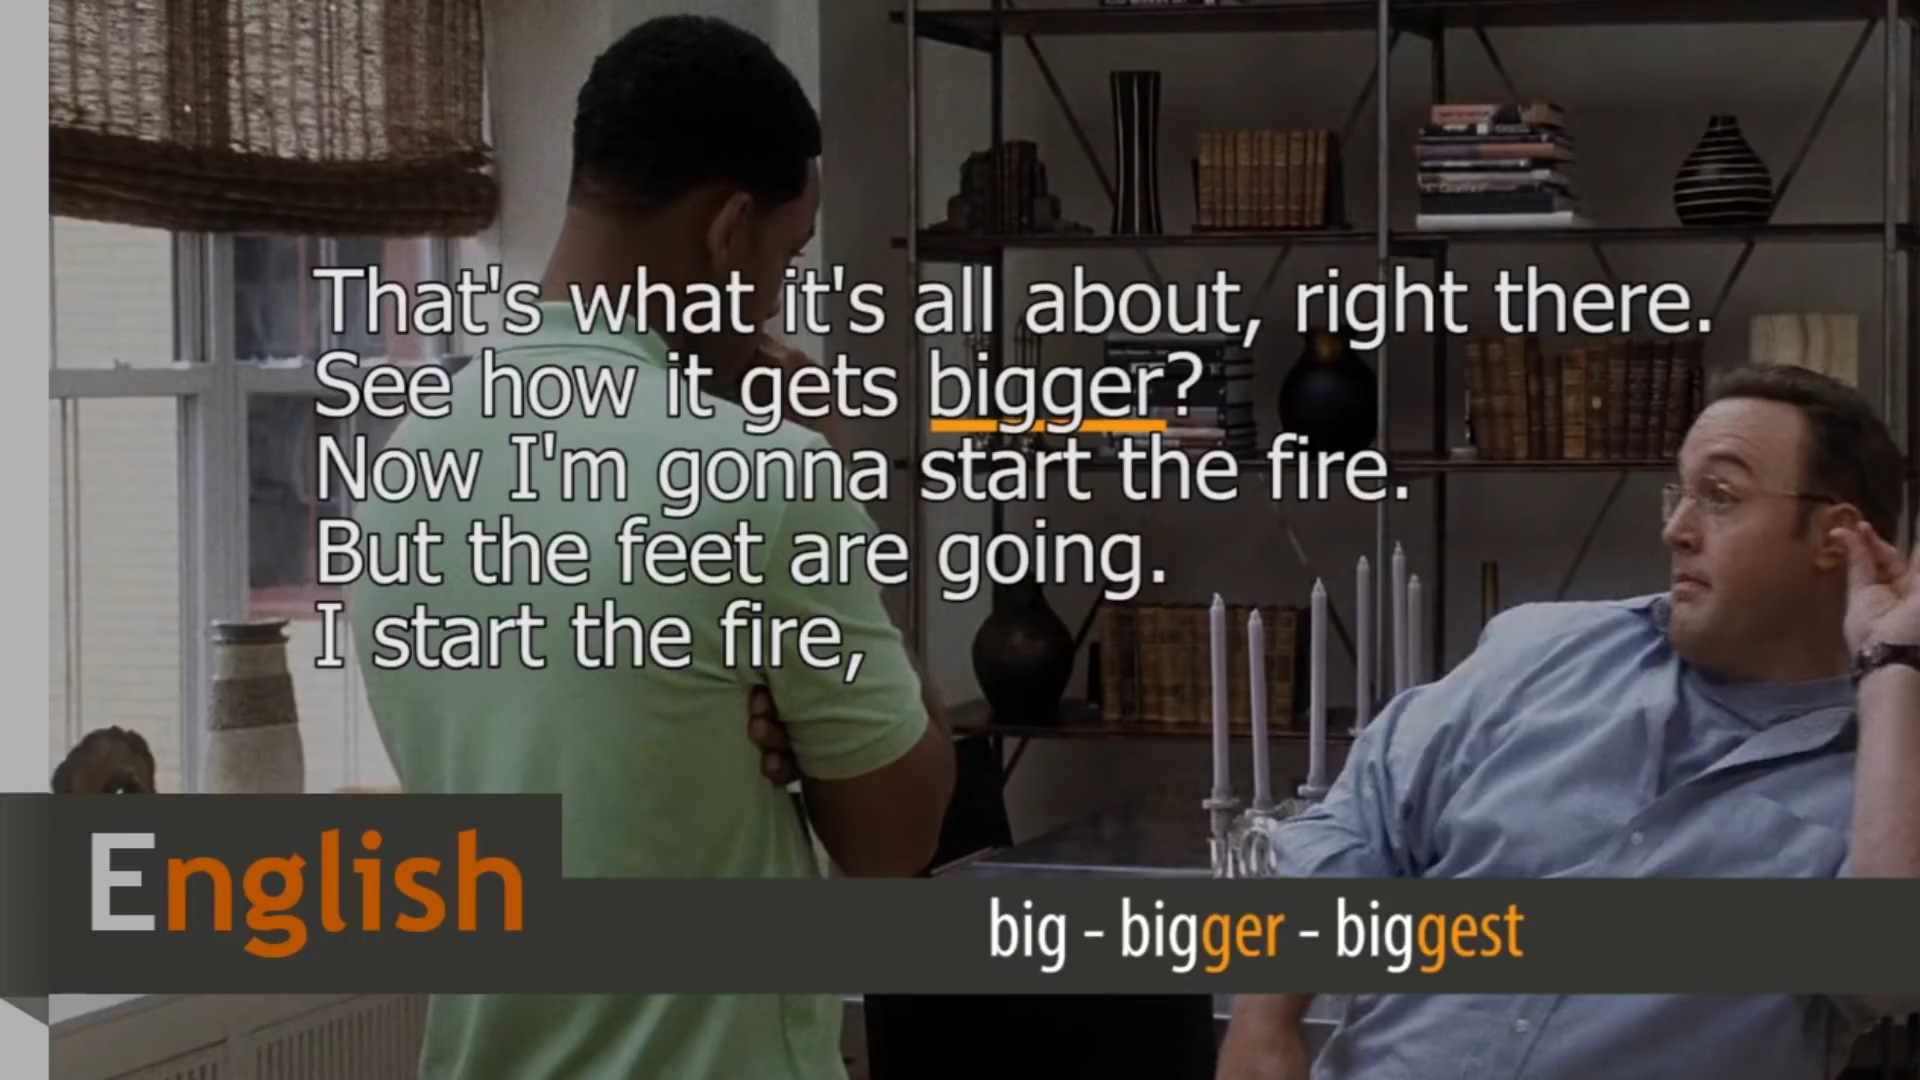 That's what it's all about, right there.
See how it gets bigger?
Now I'm gonna start the fire.
But the feet are going.
I start the fire,
English
big - bigger - biggest